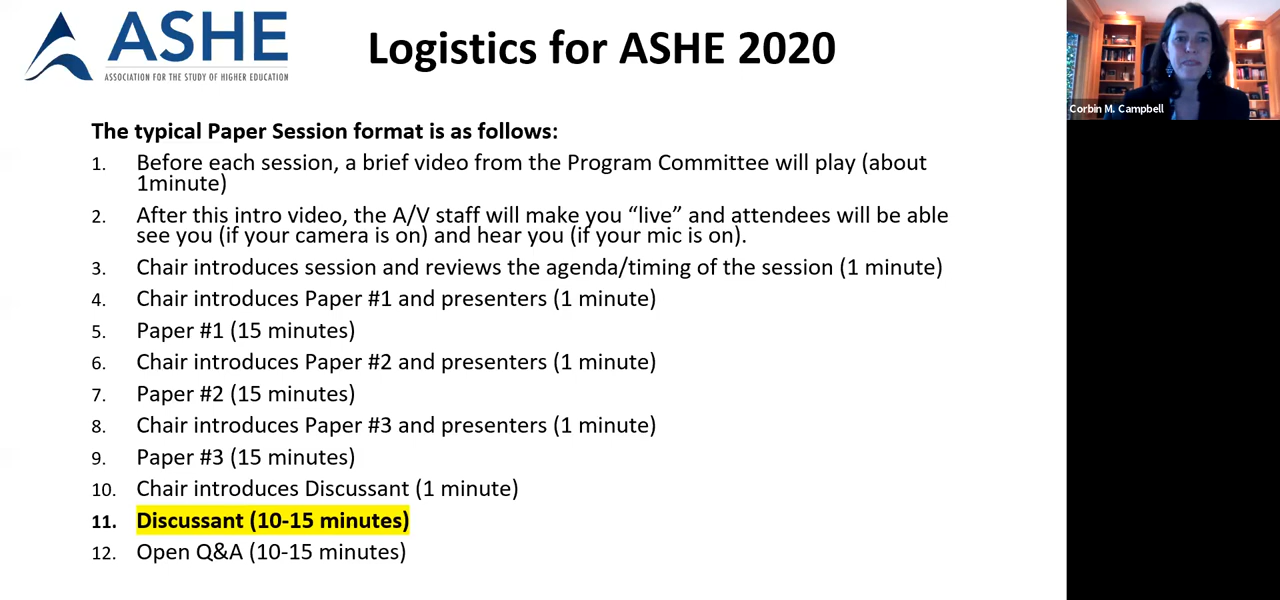 ASHE
ASSOCIATION FOR THE STUDY OF HIGHER EDUCATION
Logistics for ASHE 2020
Corbin M. Campbell
The typical Paper Session format is as follows:
1. Before each session, a brief video from the Program Committee will play (about
1minute)
2. After this intro video, the A/V staff will make you “live” and attendees will be able
see you (if your camera is on) and hear you (if your mic is on).
3. Chair introduces session and reviews the agenda/timing of the session (1 minute)
4. Chair introduces Paper #1 and presenters (1 minute)
5. Paper #1 (15 minutes)
6. Chair introduces Paper #2 and presenters (1 minute)
7. Paper #2 (15 minutes)
8. Chair introduces Paper #3 and presenters (1 minute)
9. Paper #3 (15 minutes)
10. Chair introduces Discussant (1 minute)
11. Discussant (10-15 minutes)
12. Open Q&A (10-15 minutes)